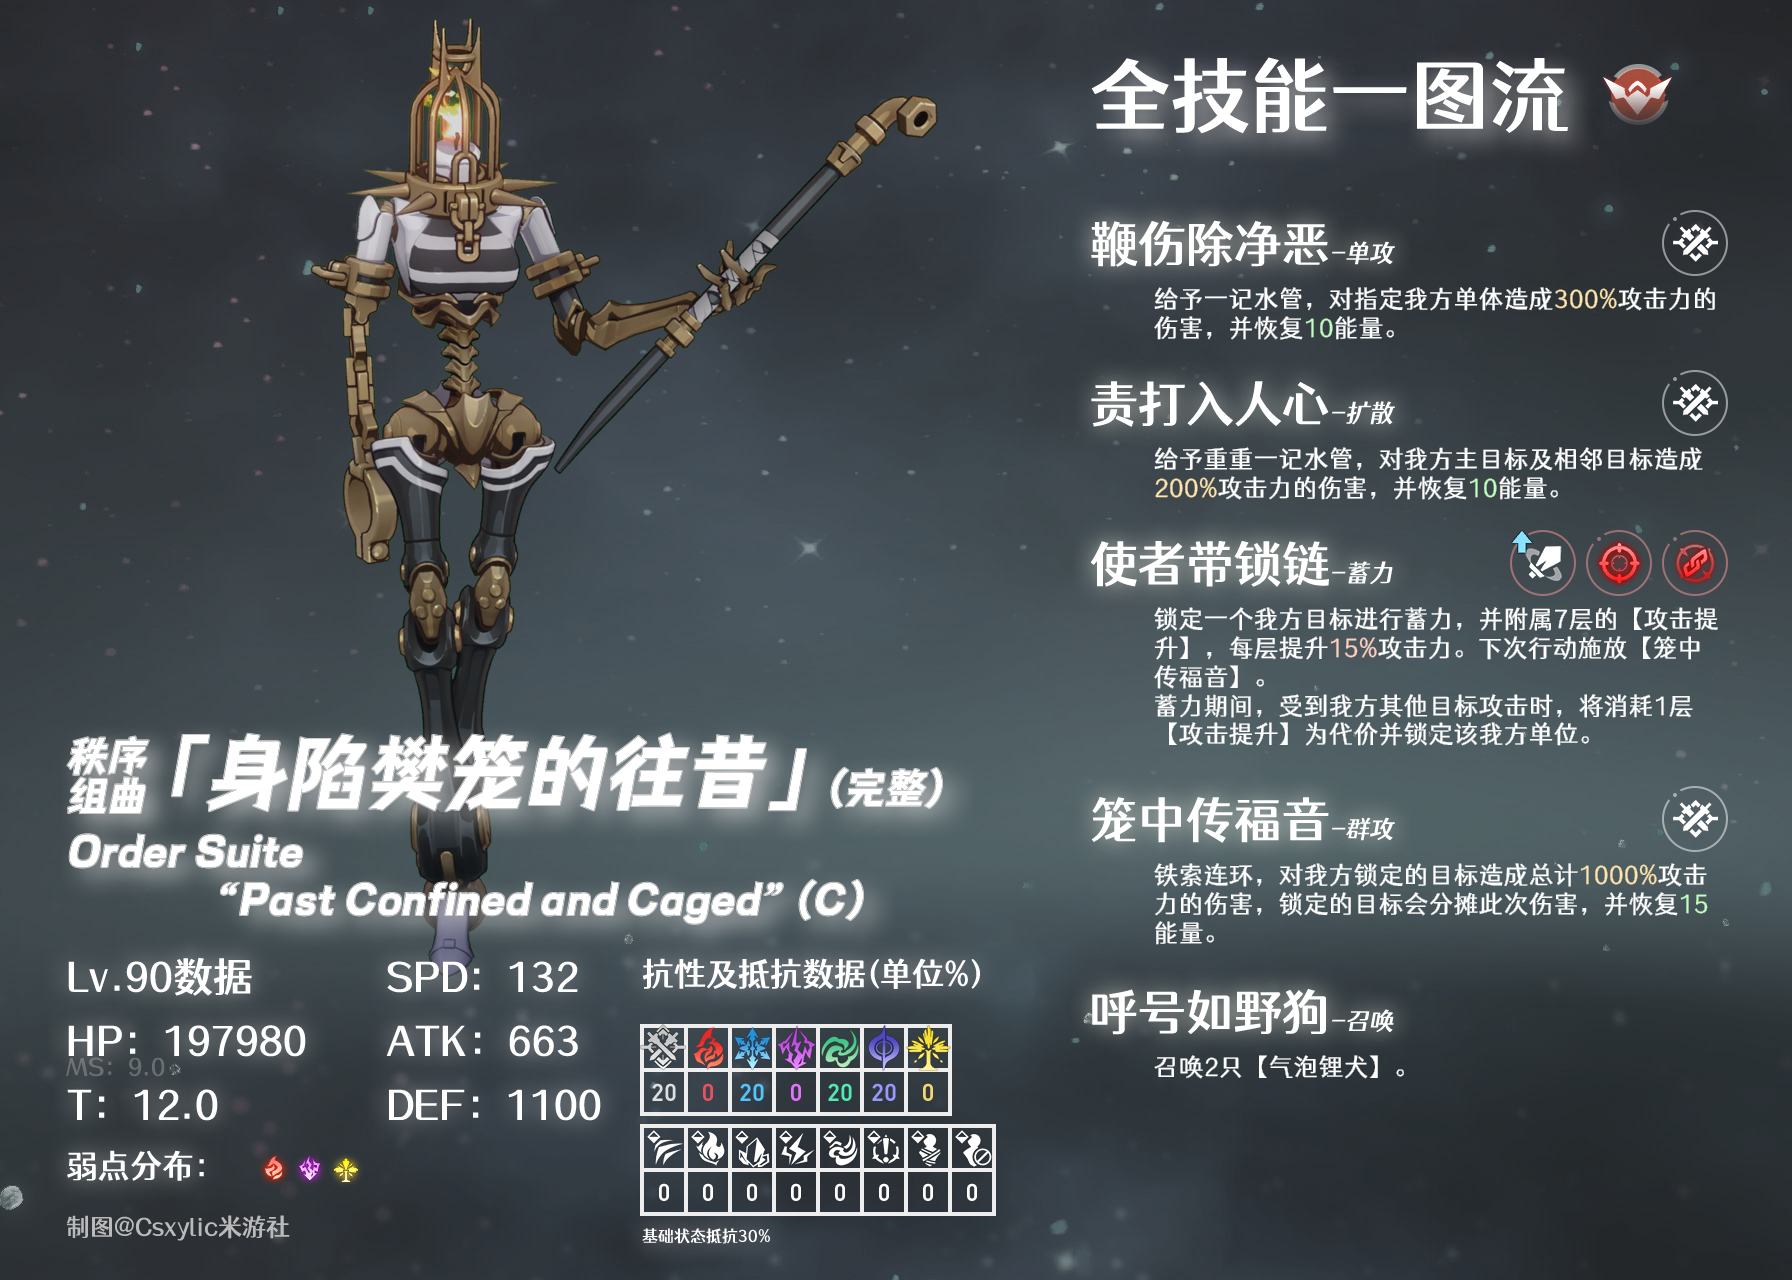 全技能一图流
鞭伤除净恶-单攻
给予一记水管，对指定我方单体造成300%攻击力的
伤害，并恢复10能量。
责打入人心-扩散
给予重重一记水管，对我方主目标及相邻目标造成
200%攻击力的伤害，并恢复10能量。
使者带锁链-蓄力
锁定一个我方目标进行蓄力，并附属7层的【攻击提
升】，每层提升15%攻击力。下次行动施放【笼中
传福音】。
蓄力期间，受到我方其他目标攻击时，将消耗1层
【攻击提升】为代价并锁定该我方单位。
笼中传福音-群攻
铁索连环，对我方锁定的目标造成总计1000%攻击
力的伤害，锁定的目标会分摊此次伤害，并恢复15
能量。
呼号如野狗-召唤
召唤2只【气泡锂犬】。
秩序
组曲「身陷樊笼的往昔」(完整)
Order Suite
“Past Confined and Caged” (C)
Lv.90数据
SPD：132
HP：197980
ATK：663
MS：9.0
T：12.0
DEF：1100
弱点分布：
抗性及抵抗数据(单位%)
20 0 20 0 20 20 0
0 0 0 0 0 0 0 0
基础状态抵抗30%
制图@Csxylic米游社